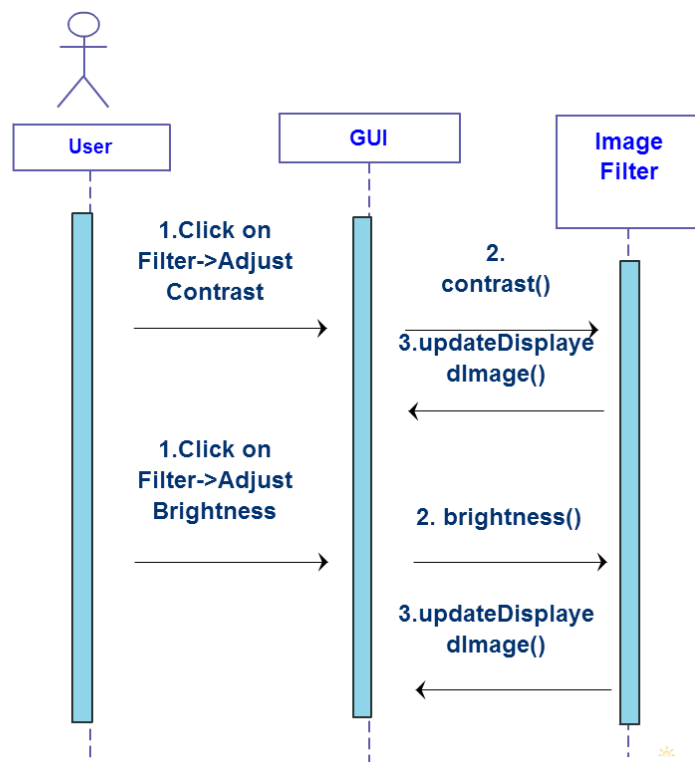 User
GUI
Image
Filter
1.Click on
Filter->Adjust
Contrast
2.
contrast()
3.updateDisplaye
dImage()
1.Click on
Filter->Adjust
Brightness
2. brightness()
3.updateDisplaye
dImage()